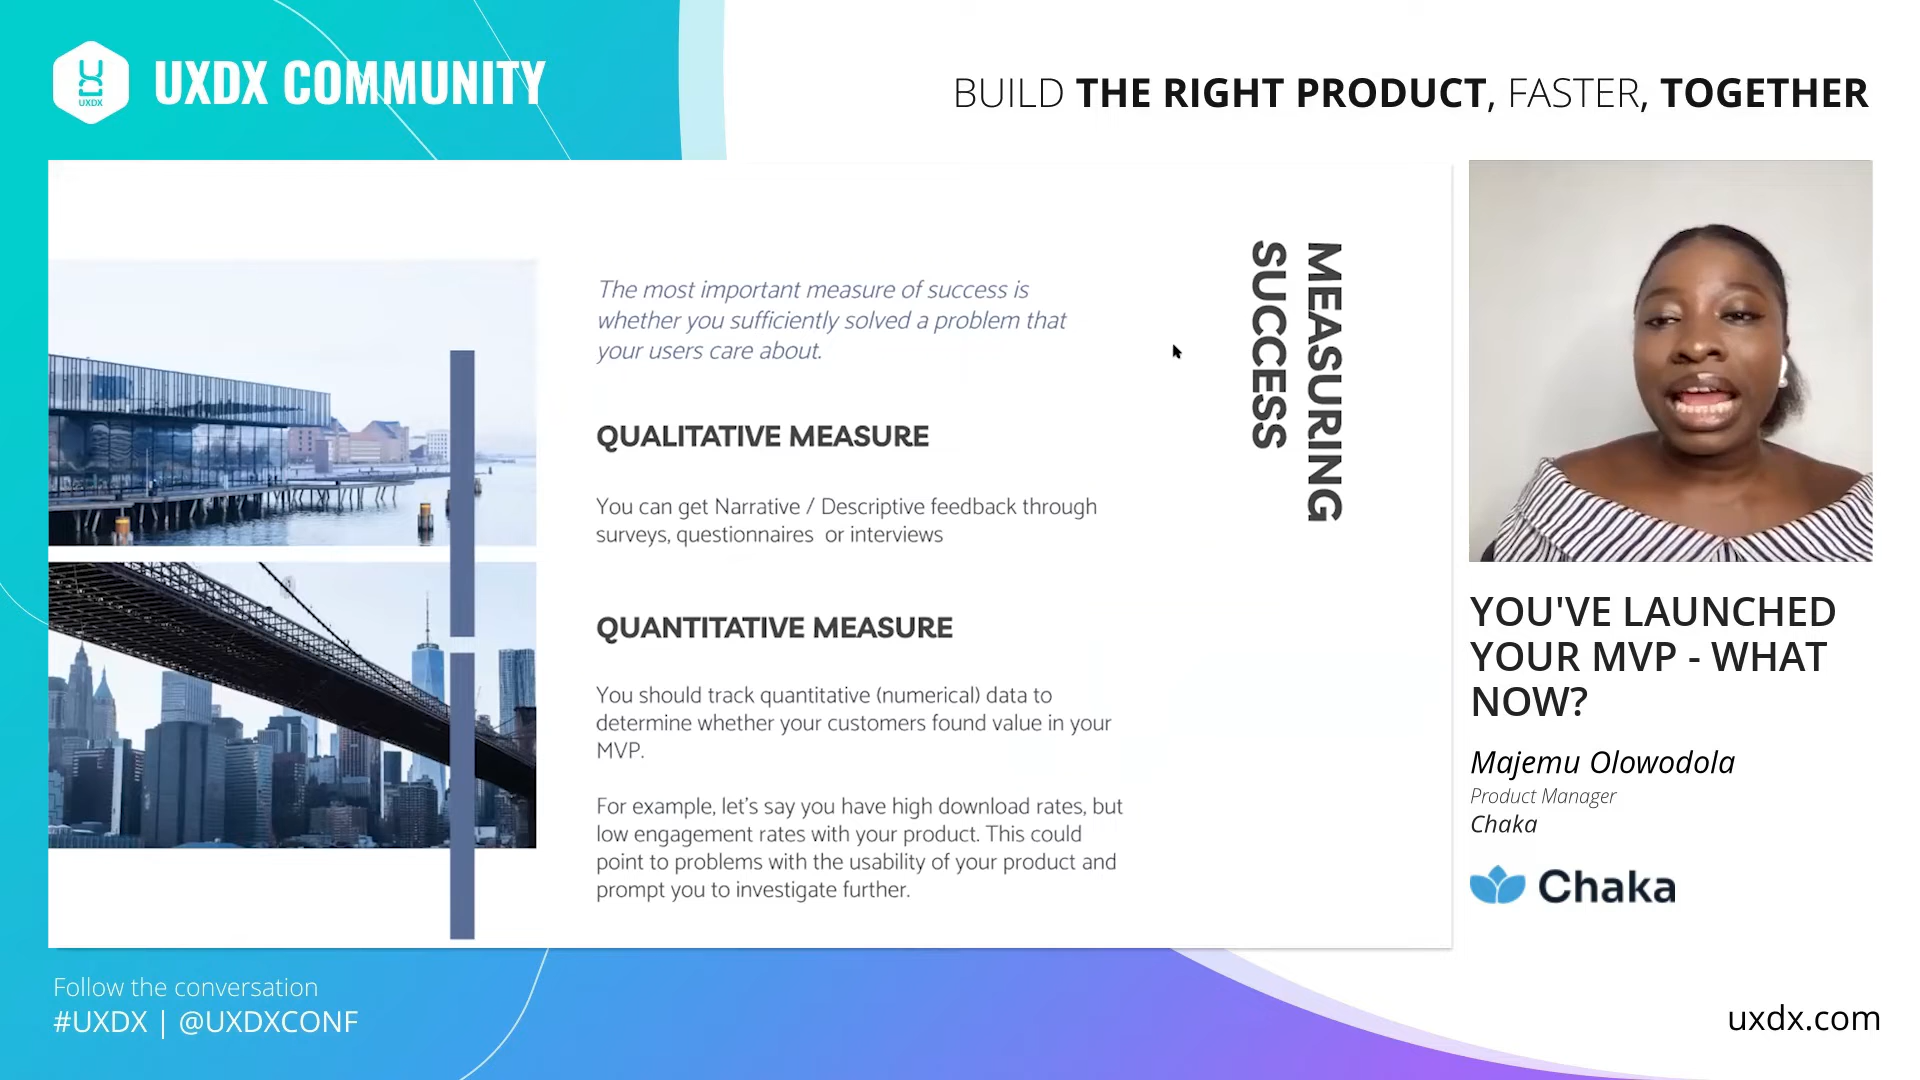 UXDX
UXDX COMMUNITY
BUILD THE RIGHT PRODUCT, FASTER, TOGETHER
MEASURING
SUCCESS
The most important measure of success is
whether you sufficiently solved a problem that
your users care about.
QUALITATIVE MEASURE
You can get Narrative / Descriptive feedback through
surveys, questionnaires  or interviews
QUANTITATIVE MEASURE
You should track quantitative (numerical) data to
determine whether your customers found value in your
MVP.
For example, let's say you have high download rates, but
low engagement rates with your product. This could
point to problems with the usability of your product and
prompt you to investigate further.
YOU'VE LAUNCHED
YOUR MVP - WHAT
NOW?
Majemu Olowodola
Product Manager
Chaka
Chaka
Follow the conversation
#UXDX | @UXDXCONF
uxdx.com